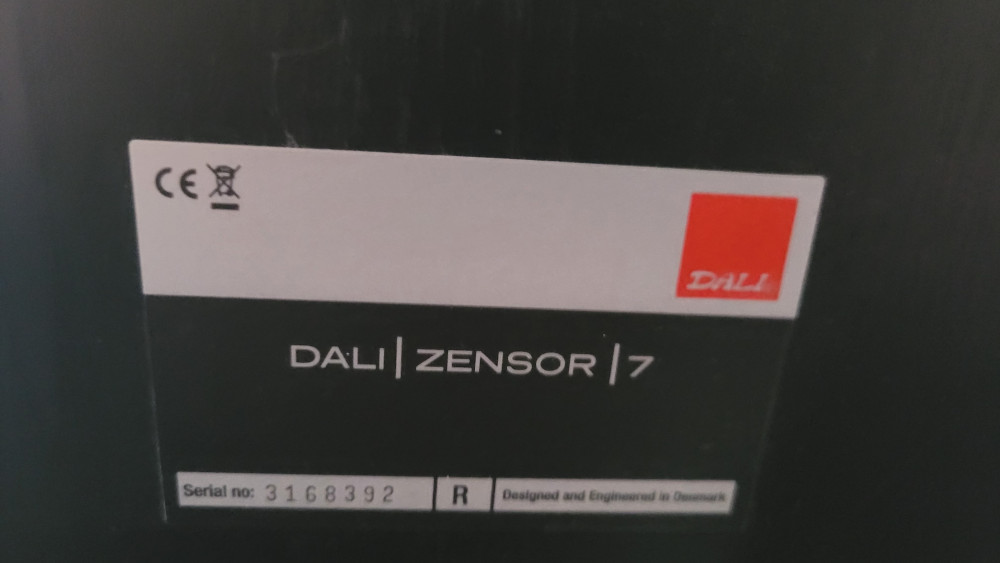 CE
DALI
DALI | ZENSOR | 7
Serial no: 3168392 R Designed and Engineered in Denmark